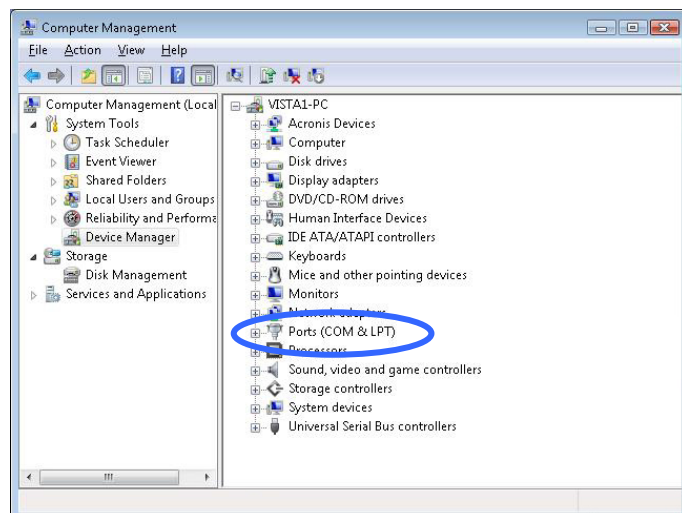 Computer Management
File Action View Help
Computer Management (Local
System Tools
Task Scheduler
Event Viewer
Shared Folders
Local Users and Groups
Reliability and Performa
Device Manager
Storage
Disk Management
Services and Applications
VISTA1-PC
Acronis Devices
Computer
Disk drives
Display adapters
DVD/CD-ROM drives
Human Interface Devices
IDE ATA/ATAPI controllers
Keyboards
Mice and other pointing devices
Monitors
Network adapters
Ports (COM & LPT)
Processors
Sound, video and game controllers
Storage controllers
System devices
Universal Serial Bus controllers